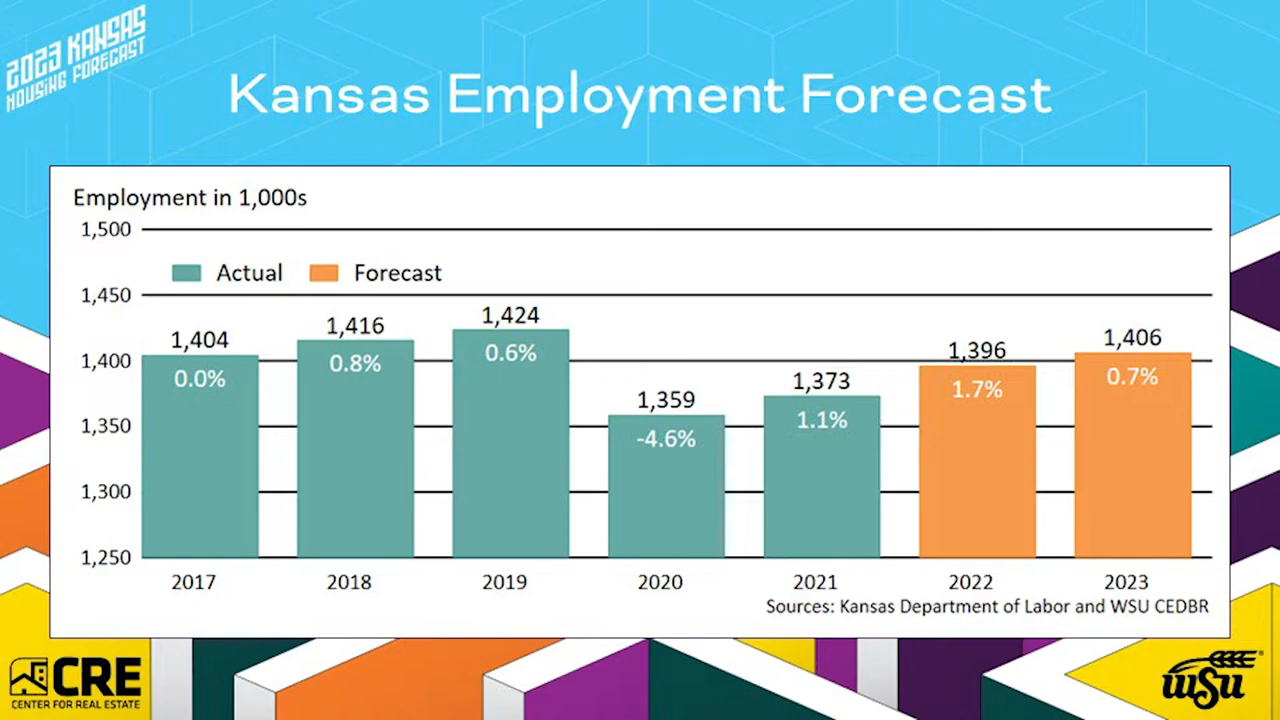 2023 KANSAS
HOUSING FORECAST
Kansas Employment Forecast
Employment in 1,000s
1,500
Actual Forecast
1,450
1,424
1,416
1,404
1,406
1,396
1,400
0.0%
0.8%
0.6%
1.7%
0.7%
1,359
1,373
1,350
-4.6%
1.1%
1,300
1,250
2017 2018 2019 2020 2021 2022 2023
Sources: Kansas Department of Labor and WSU CEDBR
CRE
CENTER FOR REAL ESTATE
WSU